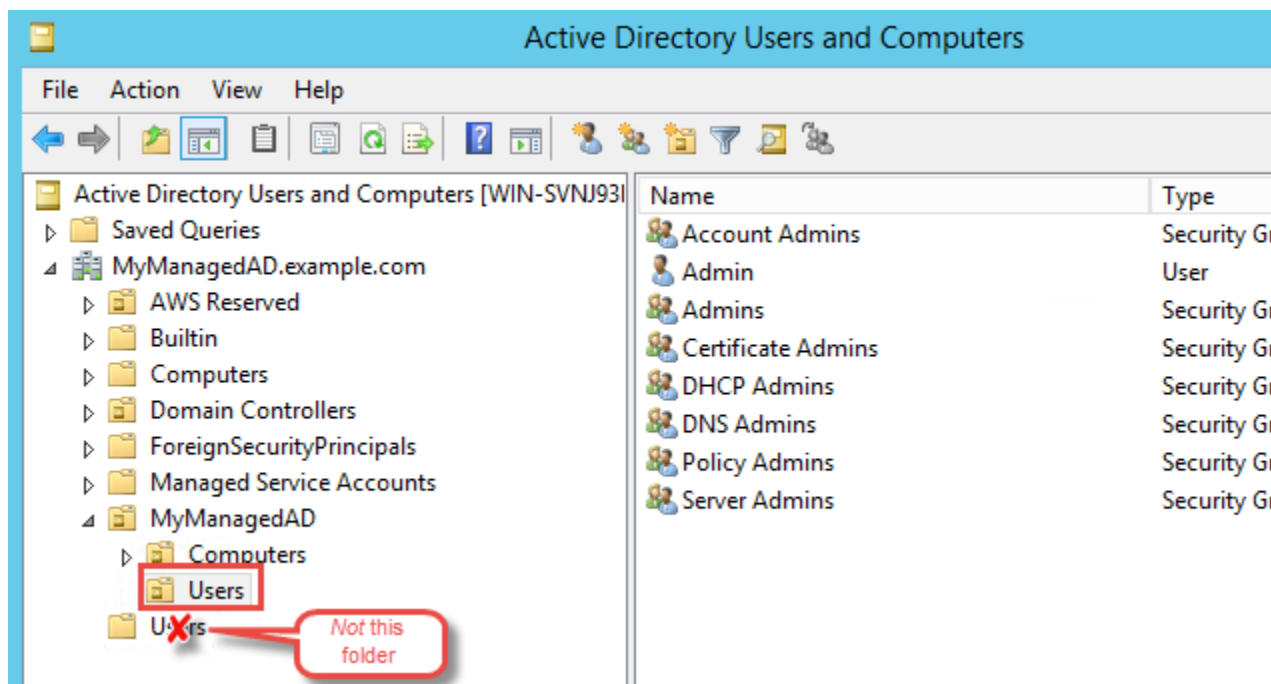 Active Directory Users and Computers
File Action View Help
Active Directory Users and Computers [WIN-SVNJ93
Saved Queries
MyManagedAD.example.com
AWS Reserved
Builtin
Computers
Domain Controllers
ForeignSecurityPrincipals
Managed Service Accounts
MyManagedAD
Computers
Users
Users
Not this
folder
Name Type
Account Admins Security Gr
Admin User
Admins Security Gr
Certificate Admins Security Gr
DHCP Admins Security Gr
DNS Admins Security Gr
Policy Admins Security Gr
Server Admins Security Gr